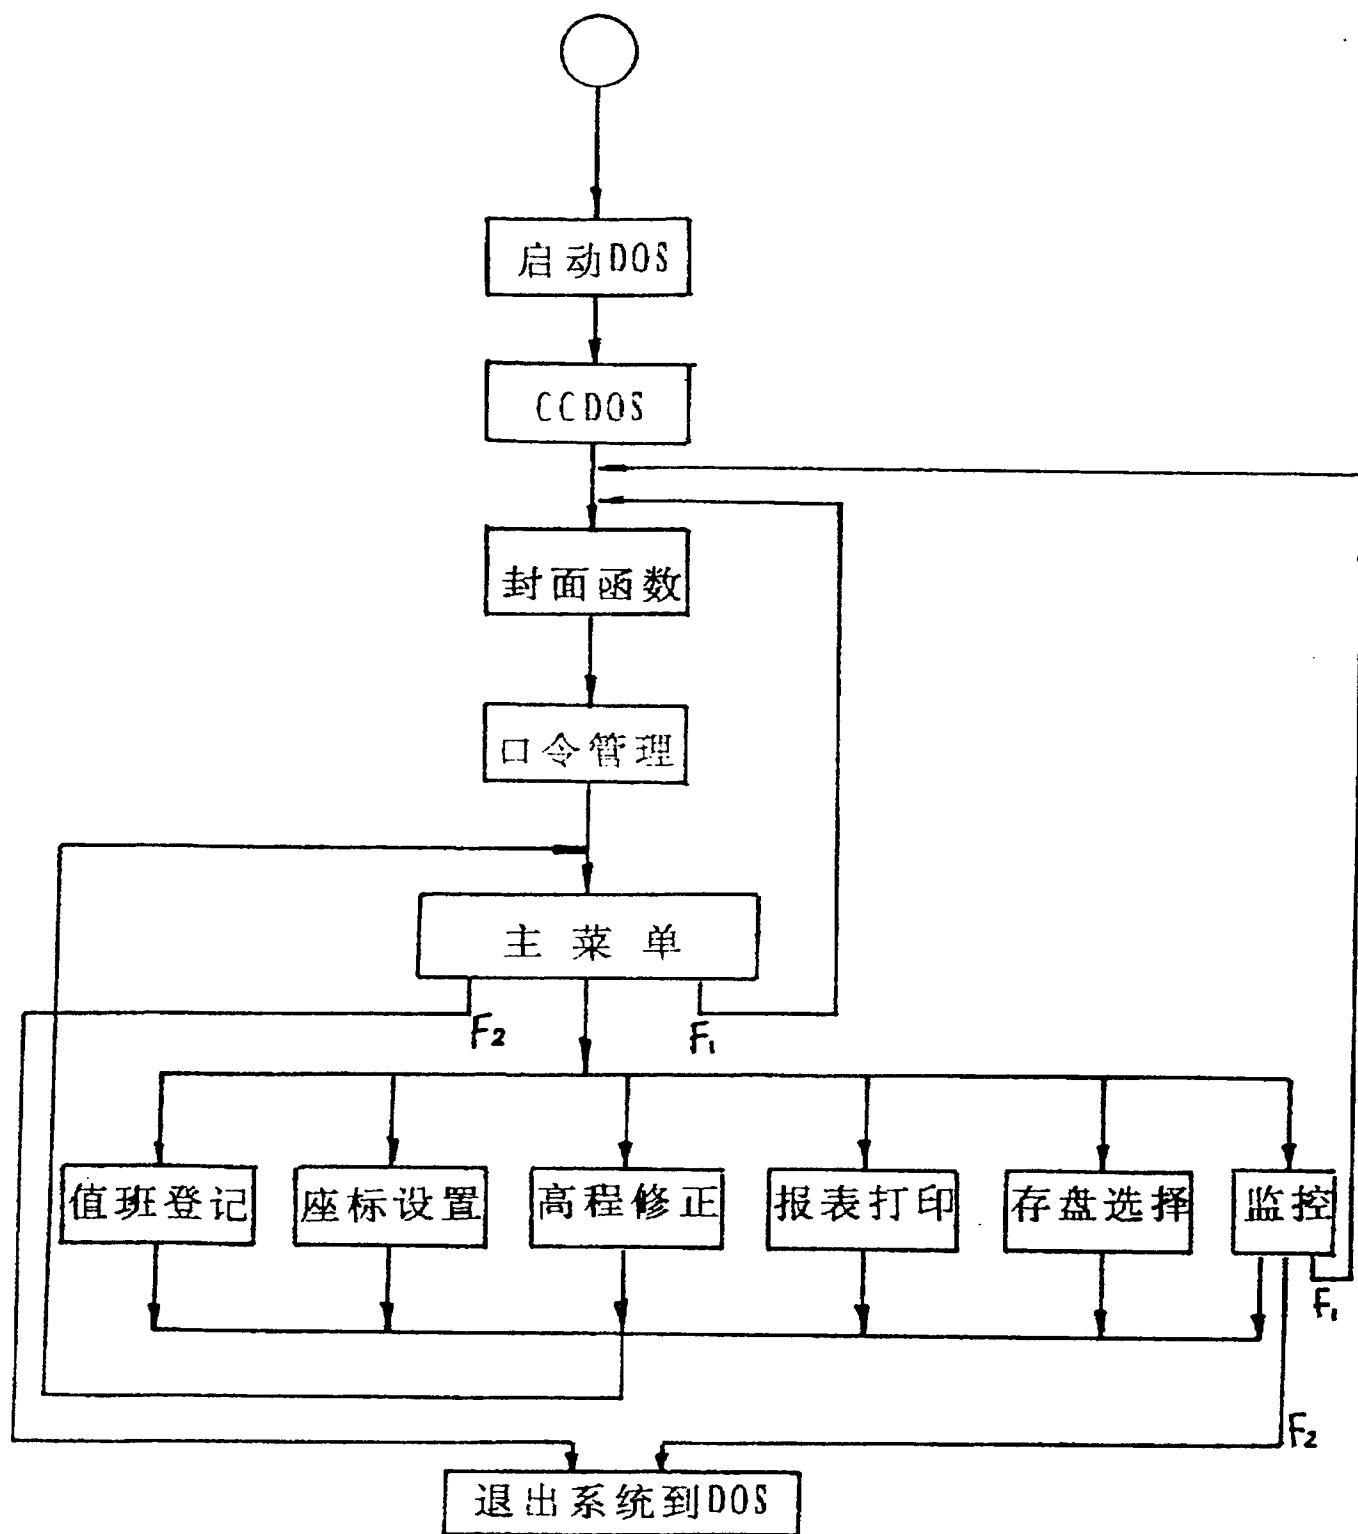 启动DOS
CCDOS
封面函数
口令管理
主菜单
F₂
F₁
值班登记
座标设置
高程修正
报表打印
存盘选择
监控
F₁
F₂
退出系统到DOS